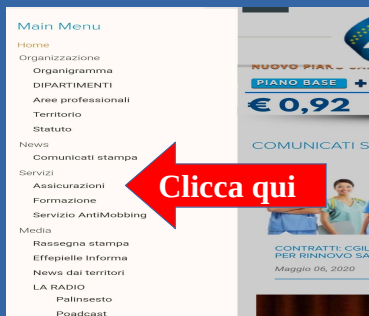 Main Menu
Home
Organizzazione
Organigramma
DIPARTIMENTI
Aree professionali
Territorio
Statuto
News
Comunicati stampa
Servizi
Assicurazioni
Formazione
Servizio AntiMobbing
Media
Rassegna stampa
Effepielle Informa
News dai territori
LA RADIO
Palinsesto
Poadcast
Clicca qui
NUOVO PIANO
PIANO BASE +
€ 0,92
COMUNICATI S
CONTRATTI: CGIL
PER RINNOVO SA
Maggio 06, 2020